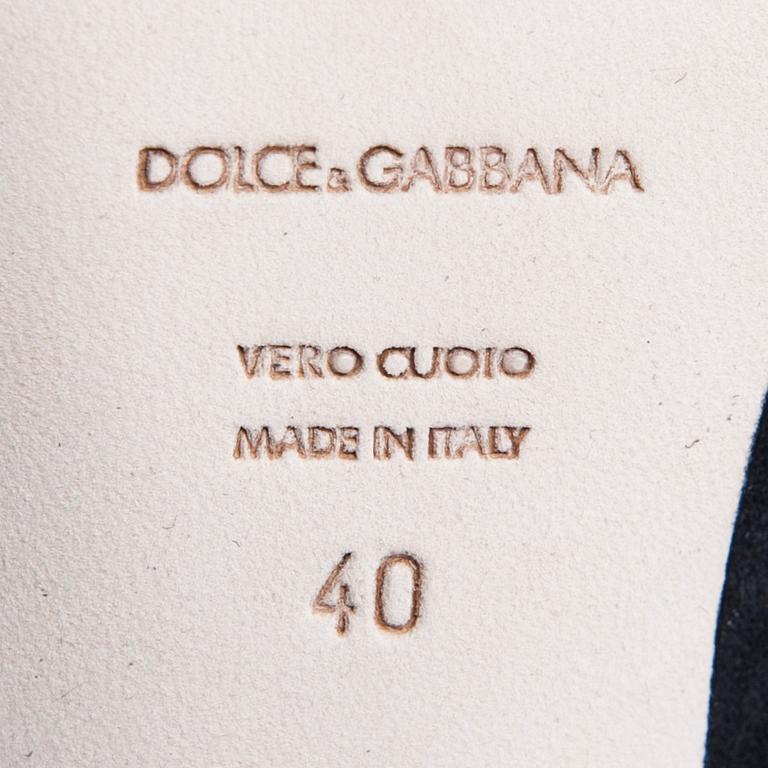 DOLCE&GABBANA
VERO CUOIO
MADE IN ITALY
40